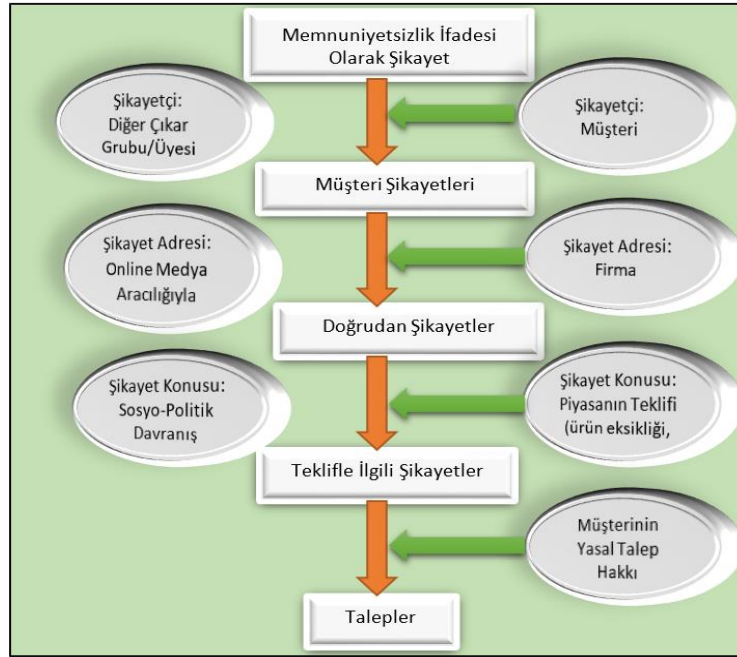 Memnuniyetsizlik İfadesi
Olarak Şikayet
Şikayetçi:
Diğer Çıkar
Grubu/Üyesi
Şikayetçi:
Müşteri
Müşteri Şikayetleri
Şikayet Adresi:
Online Medya
Aracılığıyla
Şikayet Adresi:
Firma
Doğrudan Şikayetler
Şikayet Konusu:
Sosyo-Politik
Davranış
Şikayet Konusu:
Piyasanın Teklifi
(ürün eksikliği,
Teklifle İlgili Şikayetler
Müşterinin
Yasal Talep
Hakkı
Talepler